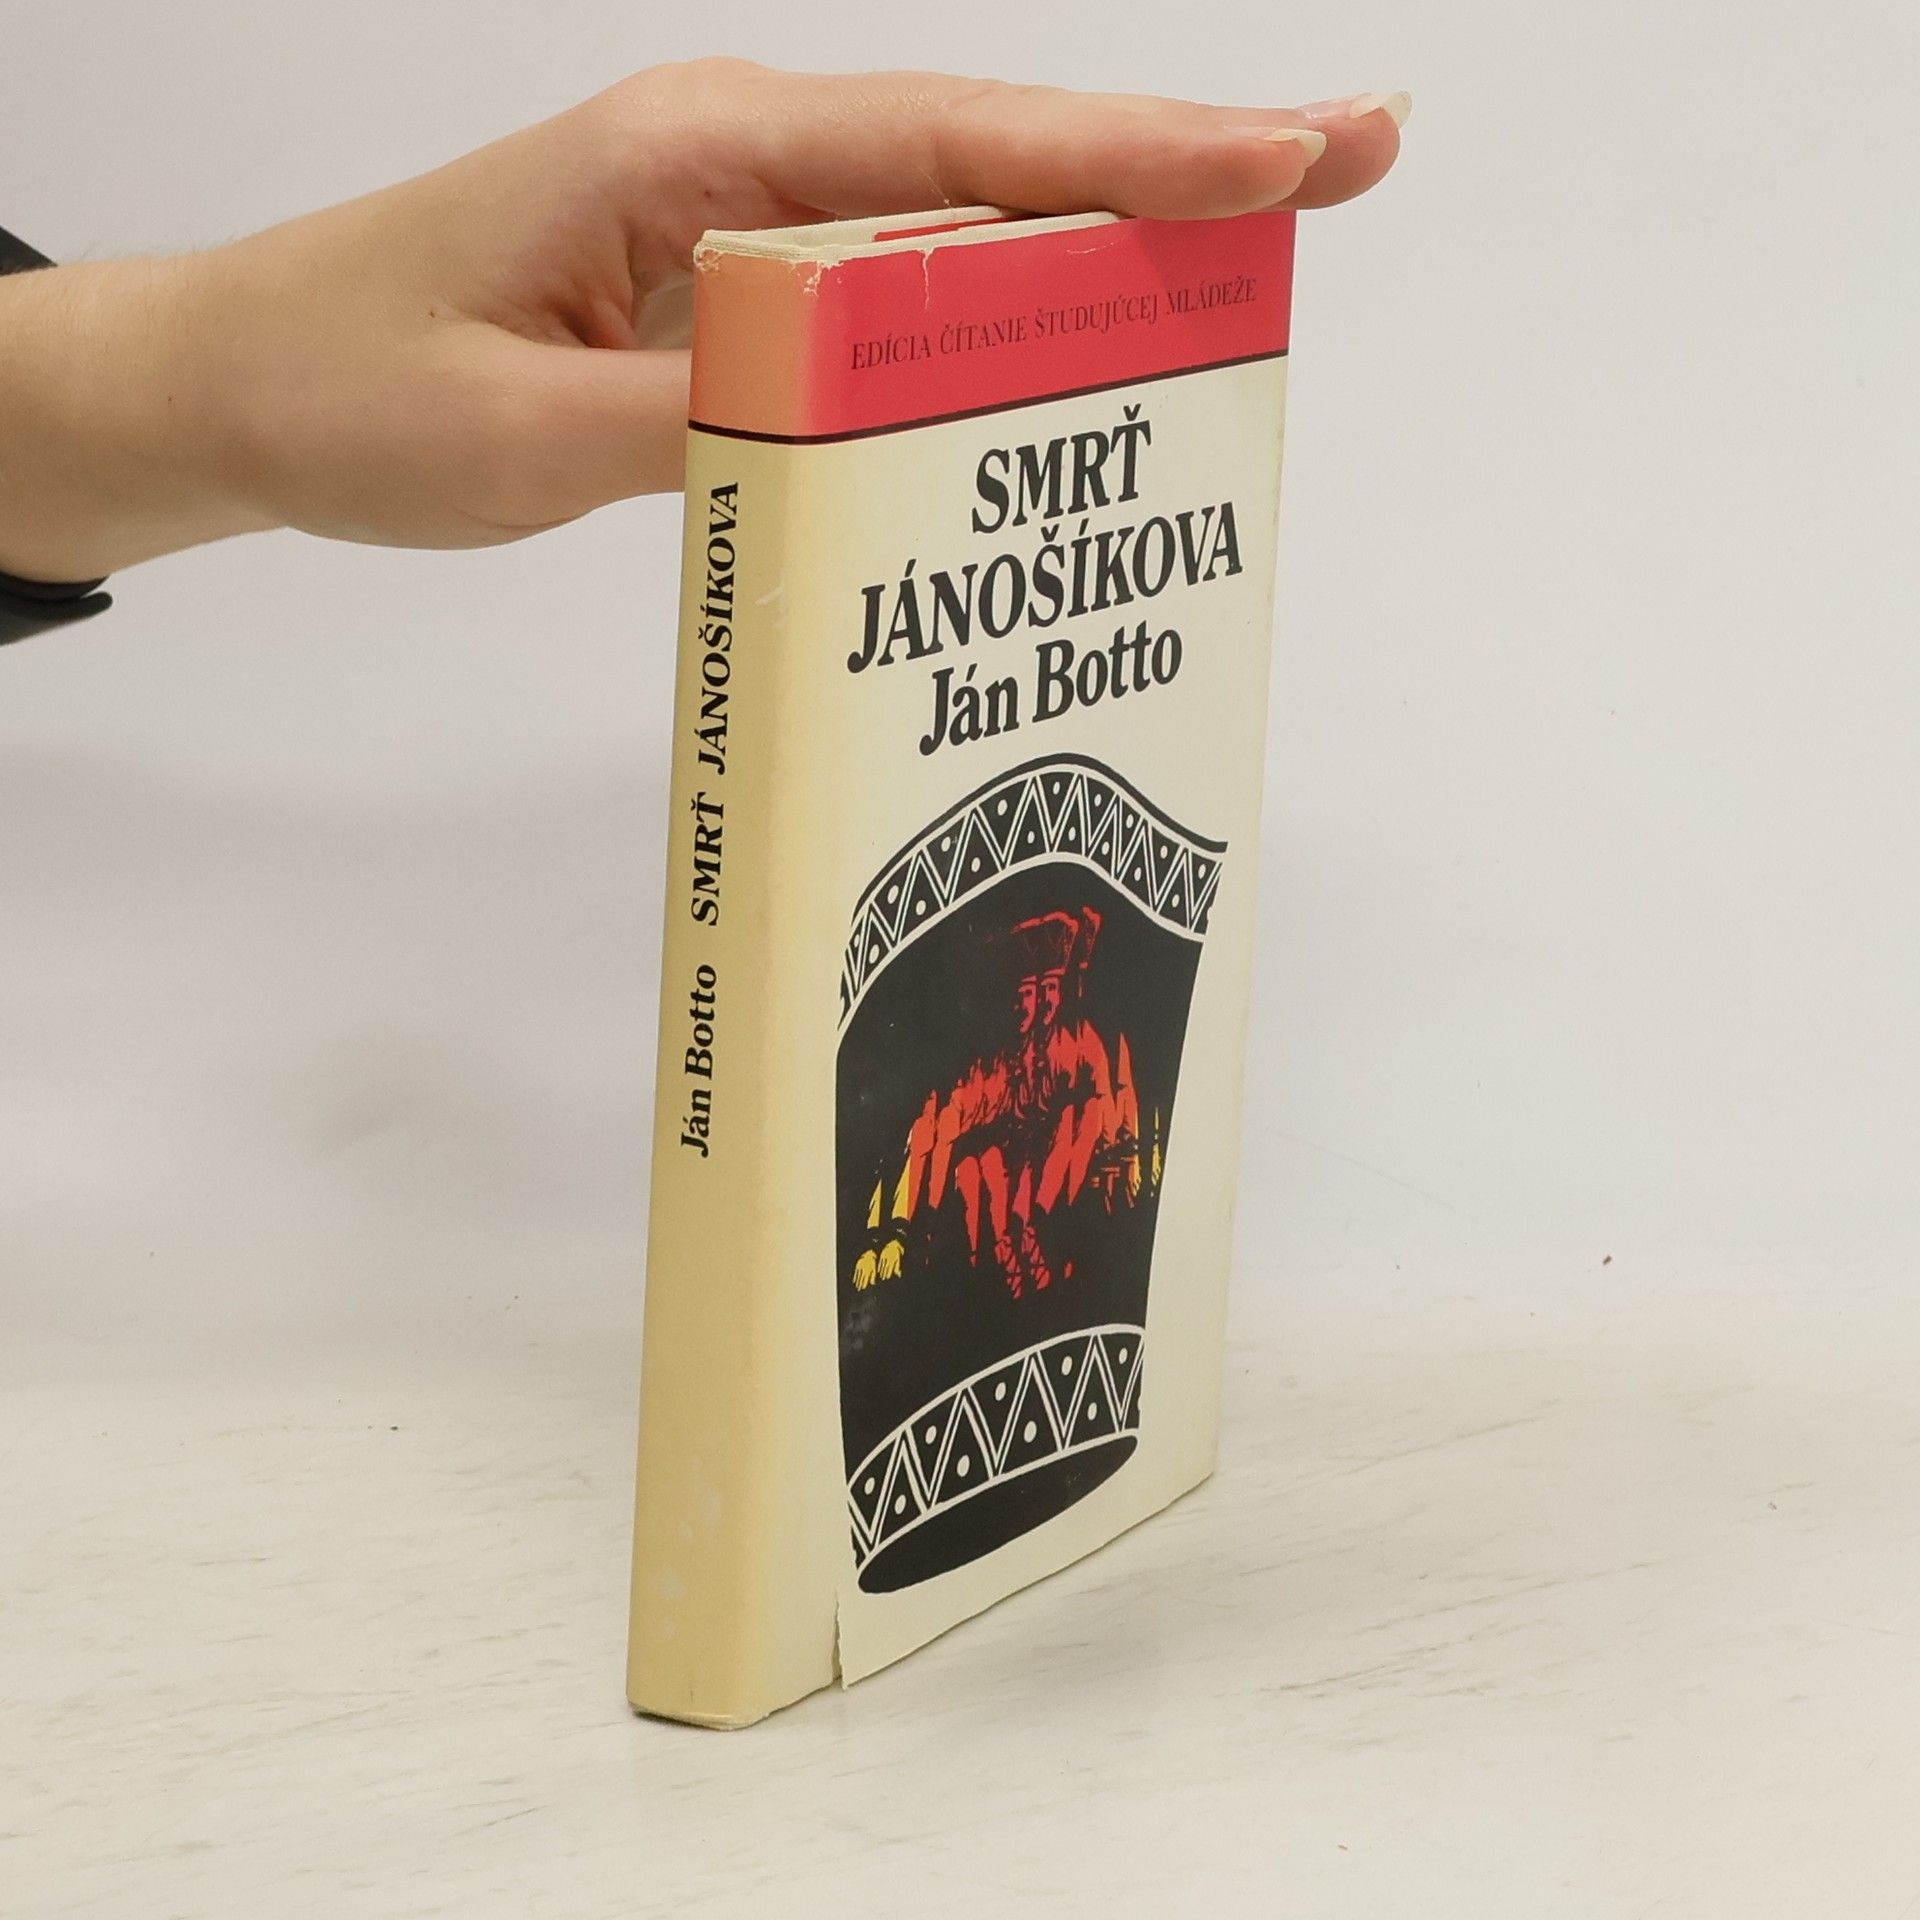 EDÍCIA ČÍTANIE ŠTUDUJÚCEJ MLÁDEŽE
SMRŤ
JÁNOŠÍKOVA
Ján Botto
Ján Botto SMRŤ JÁNOŠÍKOVA